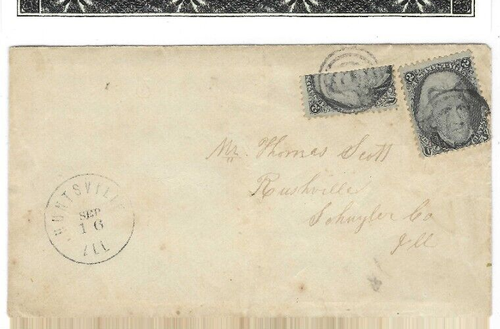 Mr Thomas Scott
Rushville
Schuyler Co
Ill
SEP
16
ILL